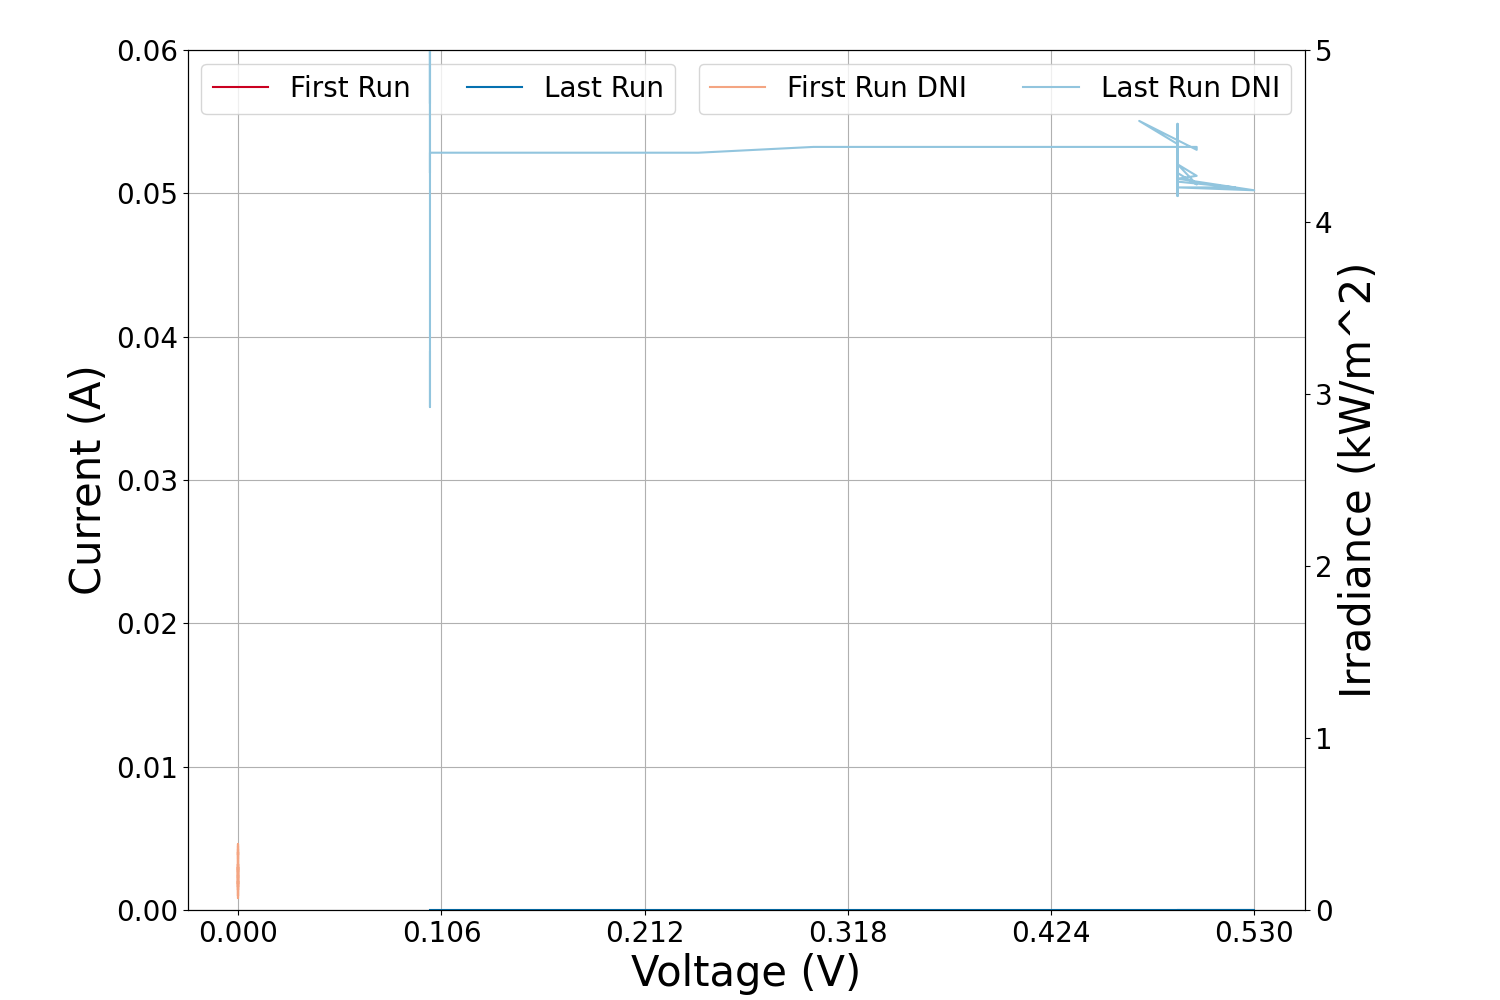 First Run
Last Run
First Run DNI
Last Run DNI
0.06
0.05
0.04
0.03
0.02
0.01
0.00
Current (A)
5
4
3
2
1
0
Irradiance (kW/m^2)
0.000 0.106 0.212 0.318 0.424 0.530
Voltage (V)